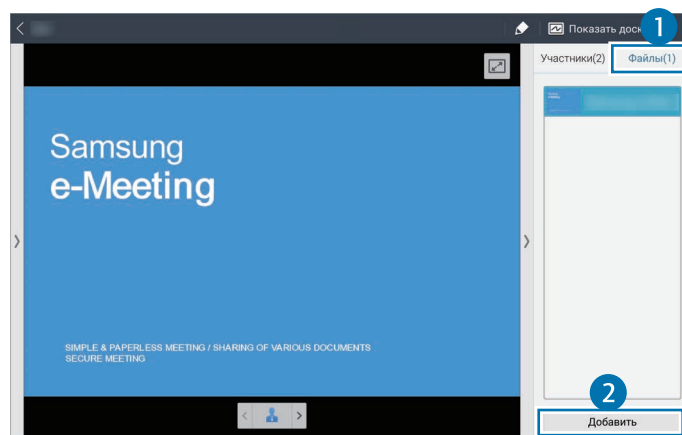 Показать
1
Участники(2)
Файлы(1)
Samsung
e-Meeting
SIMPLE & PAPERLESS MEETING / SHARING OF VARIOUS DOCUMENTS
SECURE MEETING
2
Добавить